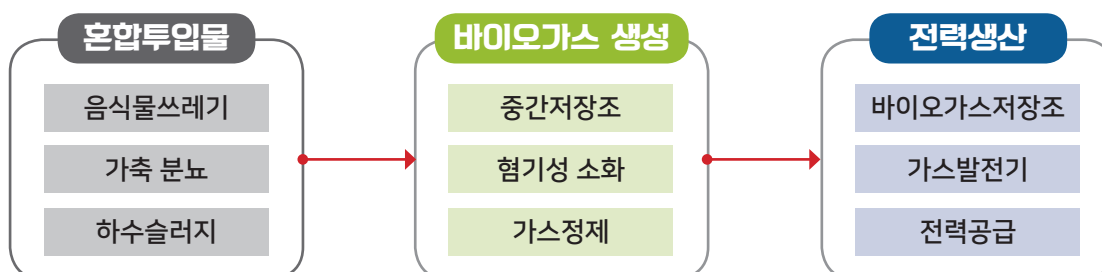 혼합투입물
음식물쓰레기
가축 분뇨
하수슬러지
바이오가스 생성
중간저장조
혐기성 소화
가스정제
전력생산
바이오가스저장조
가스발전기
전력공급